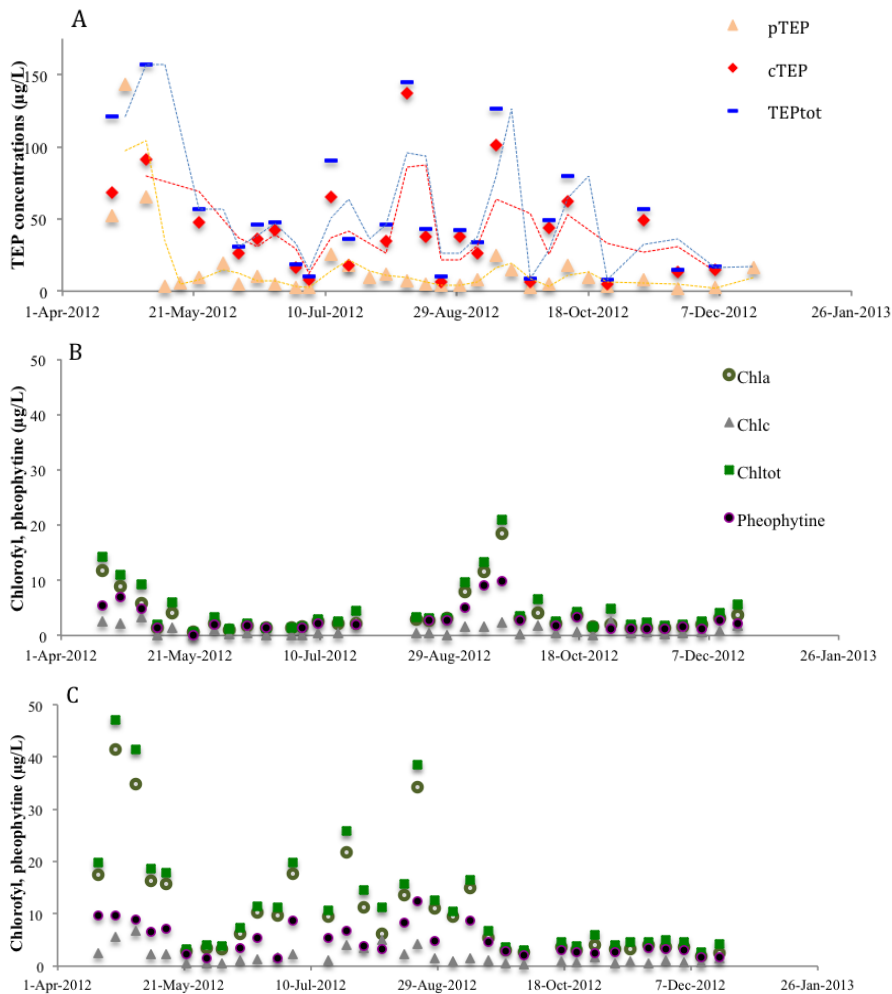 A
pTEP
cTEP
TEPtot
TEP concentrations (µg/L)
150
100
50
0
1-Apr-2012 21-May-2012 10-Jul-2012 29-Aug-2012 18-Oct-2012 7-Dec-2012 26-Jan-2013
B
Chla
Chlc
Chltot
Pheophytine
Chlorofyl, pheophytine (µg/L)
50
40
30
20
10
0
1-Apr-2012 21-May-2012 10-Jul-2012 29-Aug-2012 18-Oct-2012 7-Dec-2012 26-Jan-2013
C
Chlorofyl, pheophytine (µg/L)
50
40
30
20
10
0
1-Apr-2012 21-May-2012 10-Jul-2012 29-Aug-2012 18-Oct-2012 7-Dec-2012 26-Jan-2013